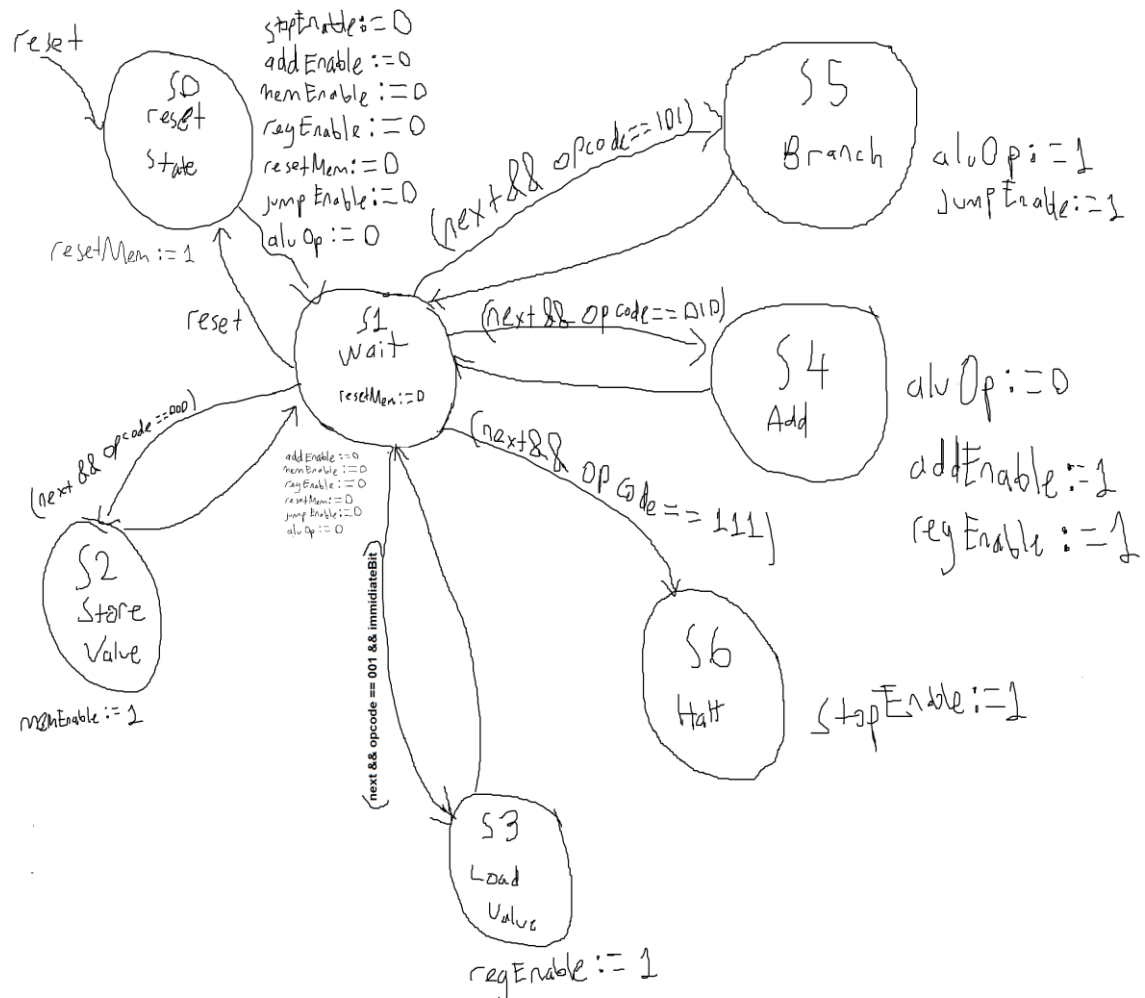 reset
S0
reset
state
stopEnable:=0
addEnable:=0
memEnable:=0
regEnable:=0
resetMem:=0
jumpEnable:=0
aluOp:=0
resetMem:=1
reset
(next && opcode==101)
S5
Branch
aluOp:=1
jumpEnable:=1
S1
wait
resetMem:=0
addEnable:=0
memEnable:=0
regEnable:=0
resetMem:=0
jumpEnable:=0
aluOp:=0
(next && opcode==010)
S4
Add
aluOp:=0
addEnable:=1
regEnable:=1
(next && opcode==000)
S2
Store
Value
memEnable:=1
(next && opcode == 111)
S6
Halt
StopEnable:=1
(next && opcode == 001 && immidiateBit)
S3
Load
Value
regEnable:=1